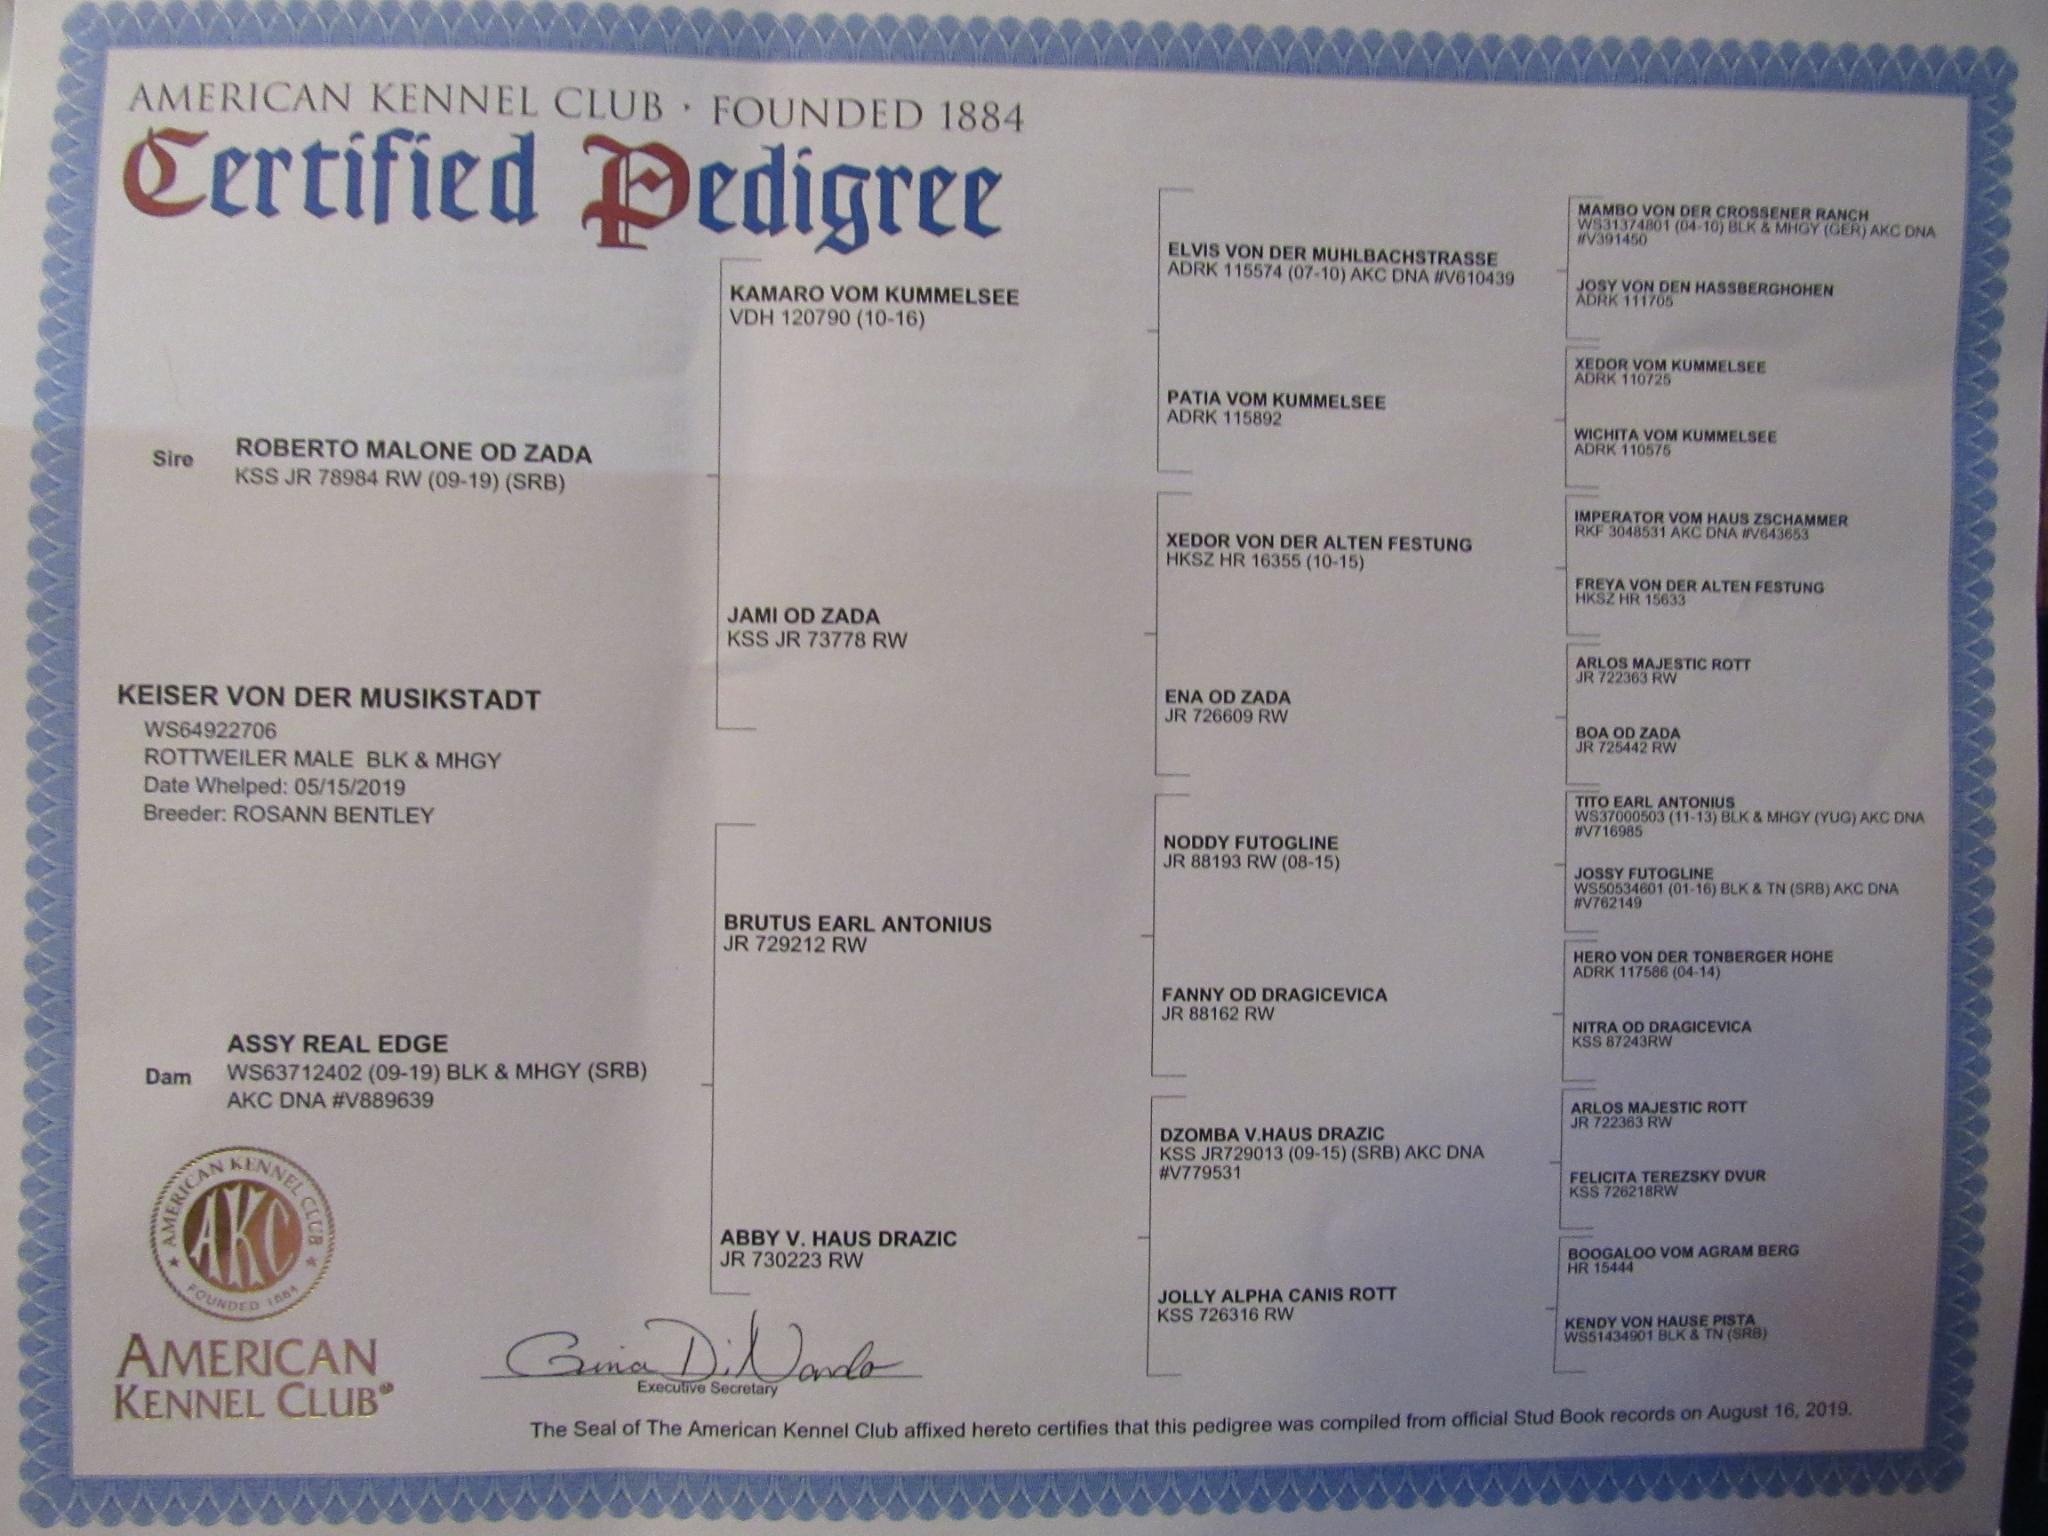 AMERICAN KENNEL CLUB · FOUNDED 1884
Certified Pedigree
Sire
ROBERTO MALONE OD ZADA
KSS JR 78984 RW (09-19) (SRB)
KEISER VON DER MUSIKSTADT
WS64922706
ROTTWEILER MALE BLK & MHGY
Date Whelped: 05/15/2019
Breeder: ROSANN BENTLEY
Dam
ASSY REAL EDGE
WS63712402 (09-19) BLK & MHGY (SRB)
AKC DNA #V889639
KAMARO VOM KUMMELSEE
VDH 120790 (10-16)
JAMI OD ZADA
KSS JR 73778 RW
BRUTUS EARL ANTONIUS
JR 729212 RW
ABBY V. HAUS DRAZIC
JR 730223 RW
ELVIS VON DER MUHLBACHSTRASSE
ADRK 115574 (07-10) AKC DNA #V610439
PATIA VOM KUMMELSEE
ADRK 115892
XEDOR VON DER ALTEN FESTUNG
HKSZ HR 16355 (10-15)
ENA OD ZADA
JR 726609 RW
NODDY FUTOGLINE
JR 88193 RW (08-15)
FANNY OD DRAGICEVICA
JR 88162 RW
DZOMBA V.HAUS DRAZIC
KSS JR729013 (09-15) (SRB) AKC DNA
#V779531
JOLLY ALPHA CANIS ROTT
KSS 726316 RW
MAMBO VON DER CROSSENER RANCH
WS31374801 (04-10) BLK & MHGY (GER) AKC DNA
#V391450
JOSY VON DEN HASSBERGHOHEN
ADRK 111705
XEDOR VOM KUMMELSEE
ADRK 110725
WICHITA VOM KUMMELSEE
ADRK 110575
IMPERATOR VOM HAUS ZSCHAMMER
RKF 3048531 AKC DNA #V643653
FREYA VON DER ALTEN FESTUNG
HKSZ HR 15633
ARLOS MAJESTIC ROTT
JR 722363 RW
BOA OD ZADA
JR 725442 RW
TITO EARL ANTONIUS
WS37000503 (11-13) BLK & MHGY (YUG) AKC DNA
#V716985
JOSSY FUTOGLINE
WS50534601 (01-16) BLK & TN (SRB) AKC DNA
#V762149
HERO VON DER TONBERGER HOHE
ADRK 117586 (04-14)
NITRA OD DRAGICEVICA
KSS 87243RW
ARLOS MAJESTIC ROTT
JR 722363 RW
FELICITA TEREZSKY DVUR
KSS 726218RW
BOOGALOO VOM AGRAM BERG
HR 15444
KENDY VON HAUSE PISTA
WS51434901 BLK & TN (SRB)
AMERICAN KENNEL CLUB
AKC
FOUNDED 1884
AMERICAN
KENNEL CLUB®
Gina DiNardo
Executive Secretary
The Seal of The American Kennel Club affixed hereto certifies that this pedigree was compiled from official Stud Book records on August 16, 2019.